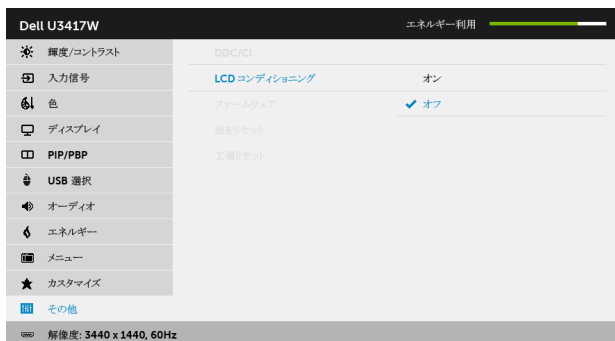 Dell U3417W エネルギー利用
輝度/コントラスト DDC/CI
入力信号 LCD コンディショニング オン
色 ファームウェア オフ
ディスプレイ 他をリセット
PIP/PBP 工場リセット
USB 選択
オーディオ
エネルギー
メニュー
カスタマイズ
その他
解像度: 3440 x 1440, 60Hz